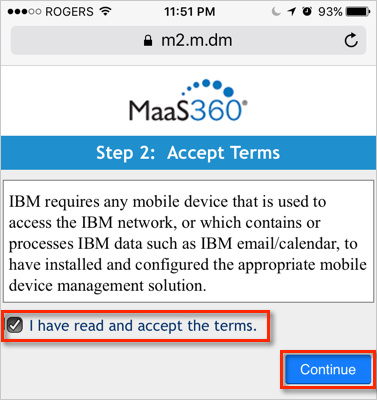 ROGERS 11:51 PM 93%
m2.m.dm
MaaS360®
Step 2: Accept Terms
IBM requires any mobile device that is used to
access the IBM network, or which contains or
processes IBM data such as IBM email/calendar, to
have installed and configured the appropriate mobile
device management solution.
I have read and accept the terms.
Continue